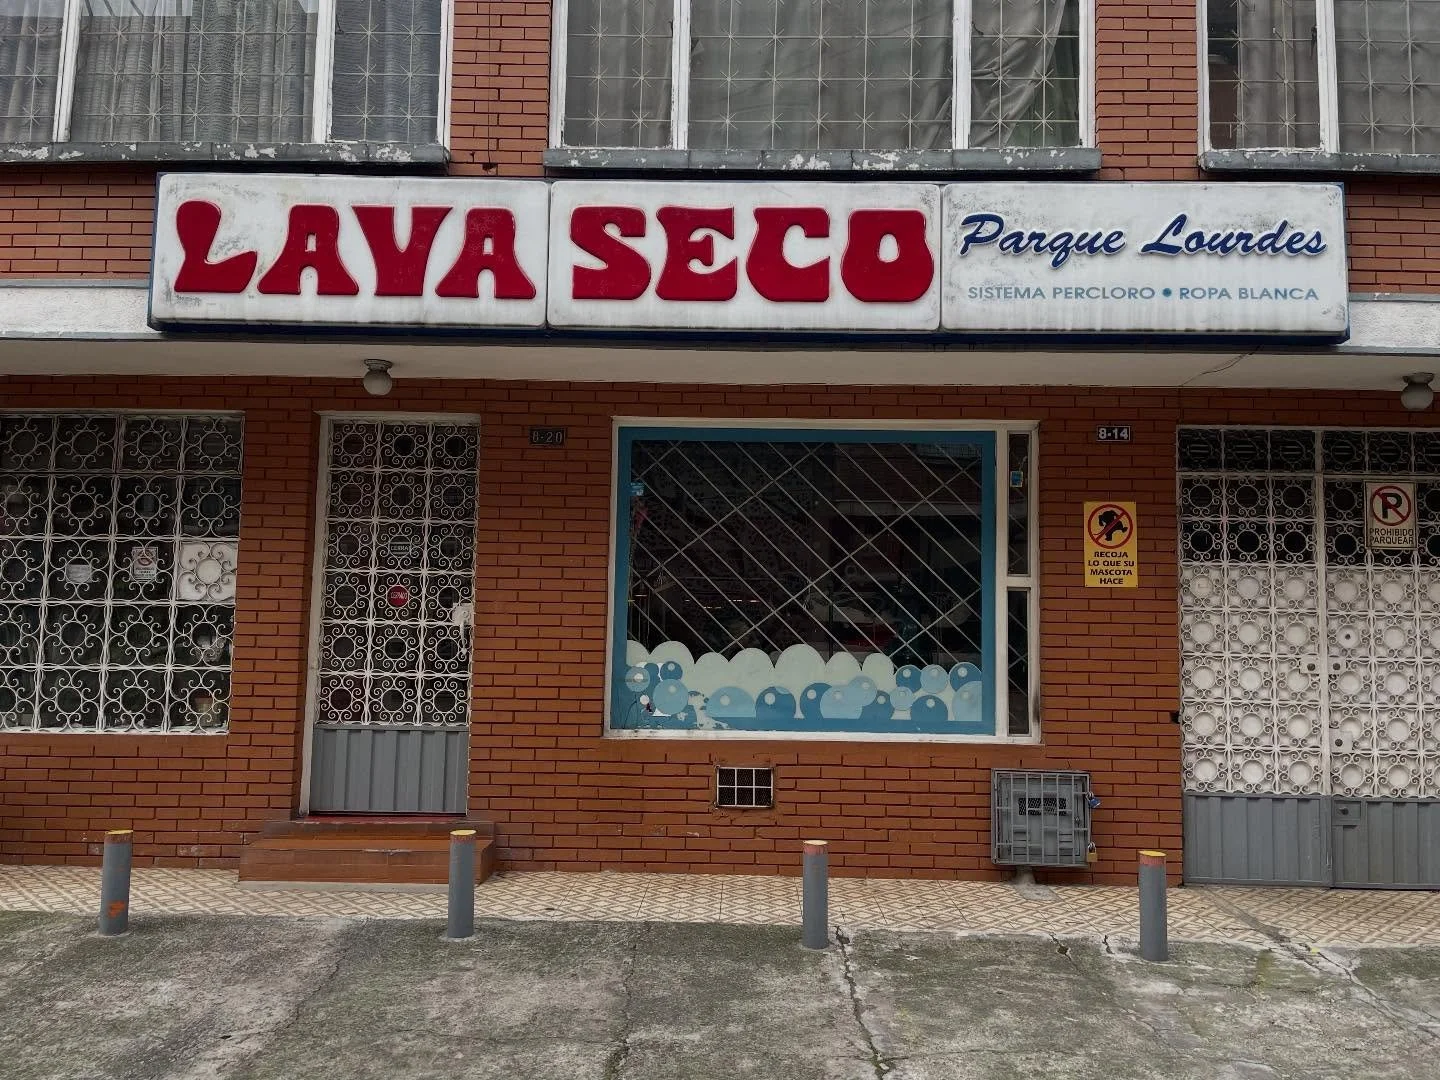 LAVA SECO
Parque Lourdes
SISTEMA PERCLORO • ROPA BLANCA
8-20
8-14
RECOJA
LO QUE SU
MASCOTA
HACE
PROHIBIDO
PARQUEAR
CERRADO